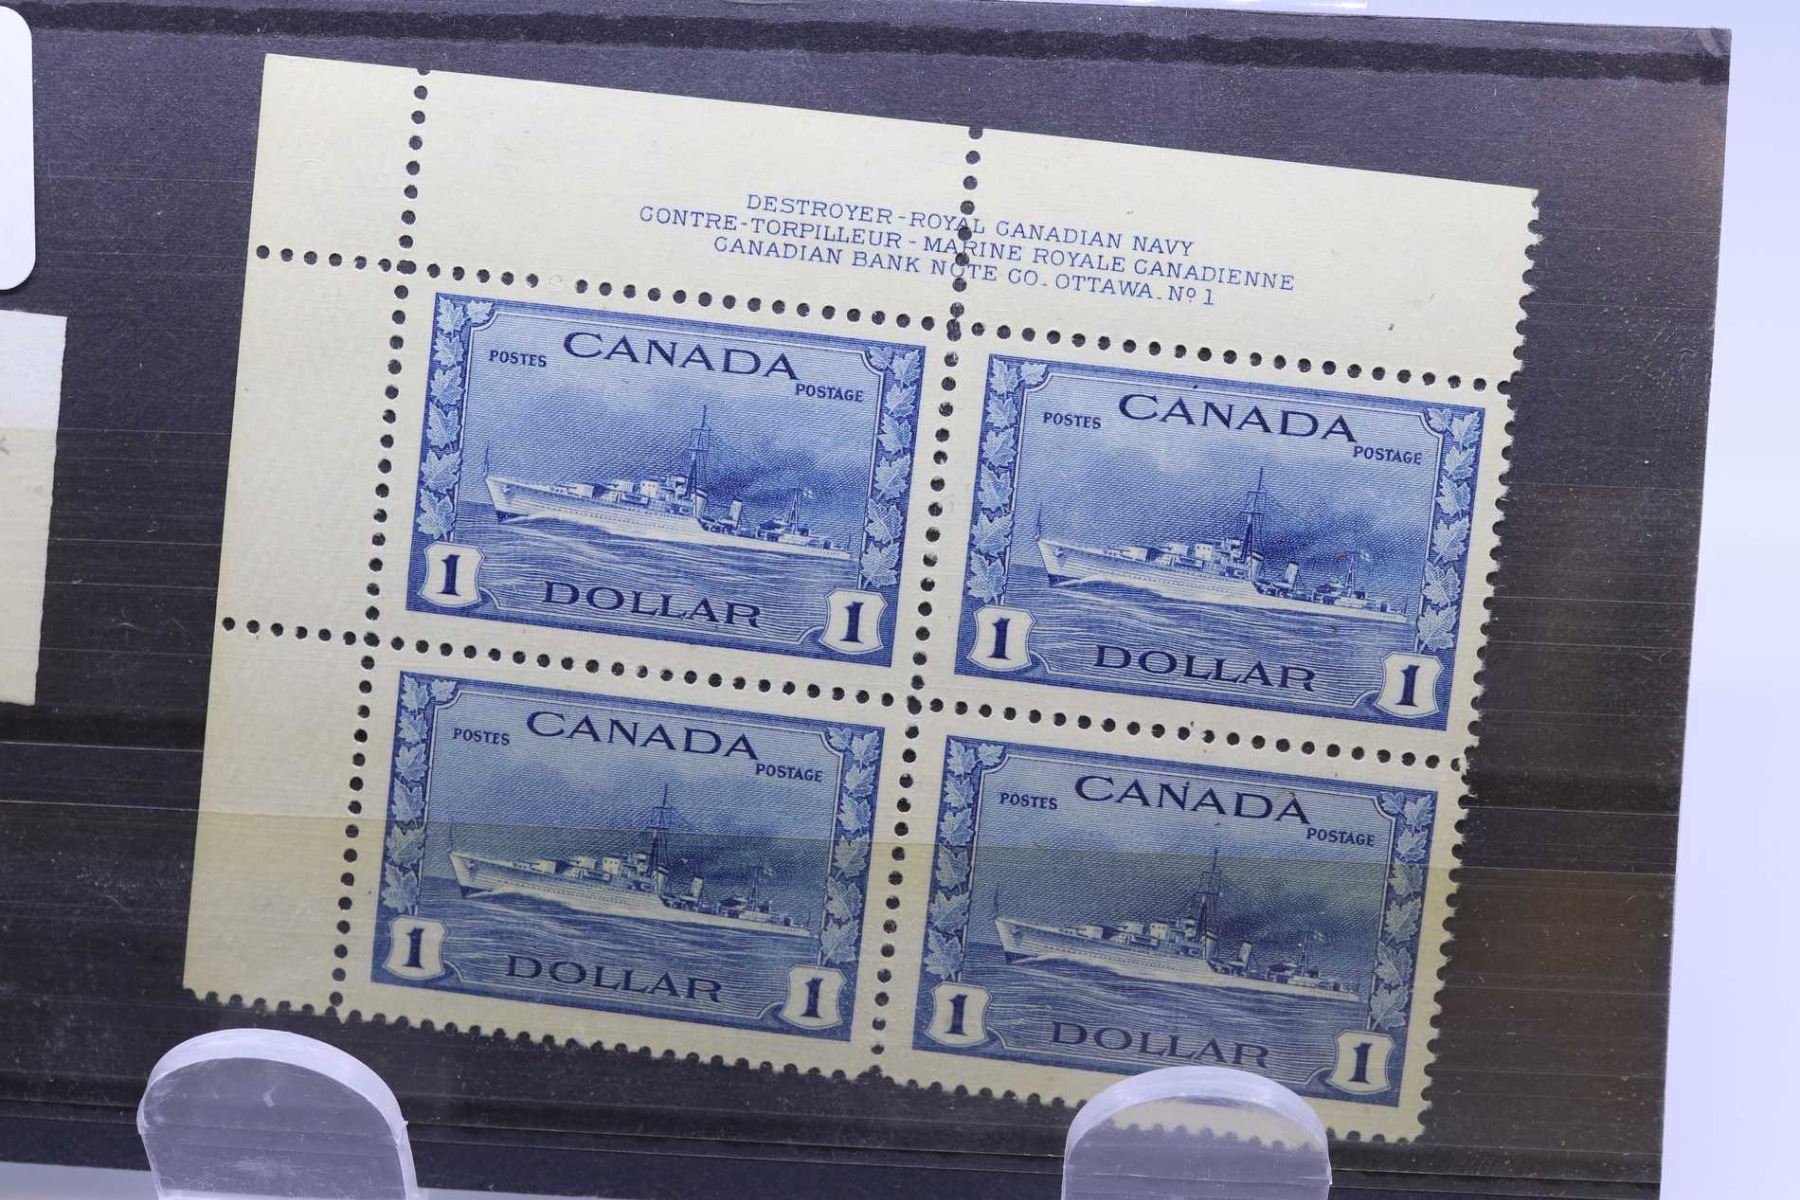 DESTROYER-ROYAL CANADIAN NAVY
CONTRE-TORPILLEUR - MARINE ROYALE CANADIENNE
CANADIAN BANK NOTE CO. OTTAWA. Nº 1
POSTES CANADA POSTAGE
1 DOLLAR 1
POSTES CANADA POSTAGE
1 DOLLAR 1
POSTES CANADA POSTAGE
1 DOLLAR 1
POSTES CANADA POSTAGE
1 DOLLAR 1